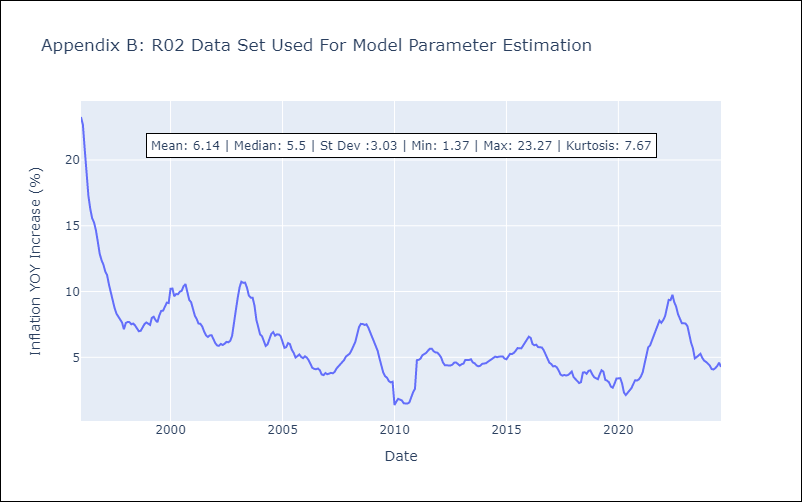 Appendix B: R02 Data Set Used For Model Parameter Estimation
Mean: 6.14 | Median: 5.5 | St Dev :3.03 | Min: 1.37 | Max: 23.27 | Kurtosis: 7.67
Inflation YOY Increase (%)
20
15
10
5
2000
2005
2010
2015
2020
Date